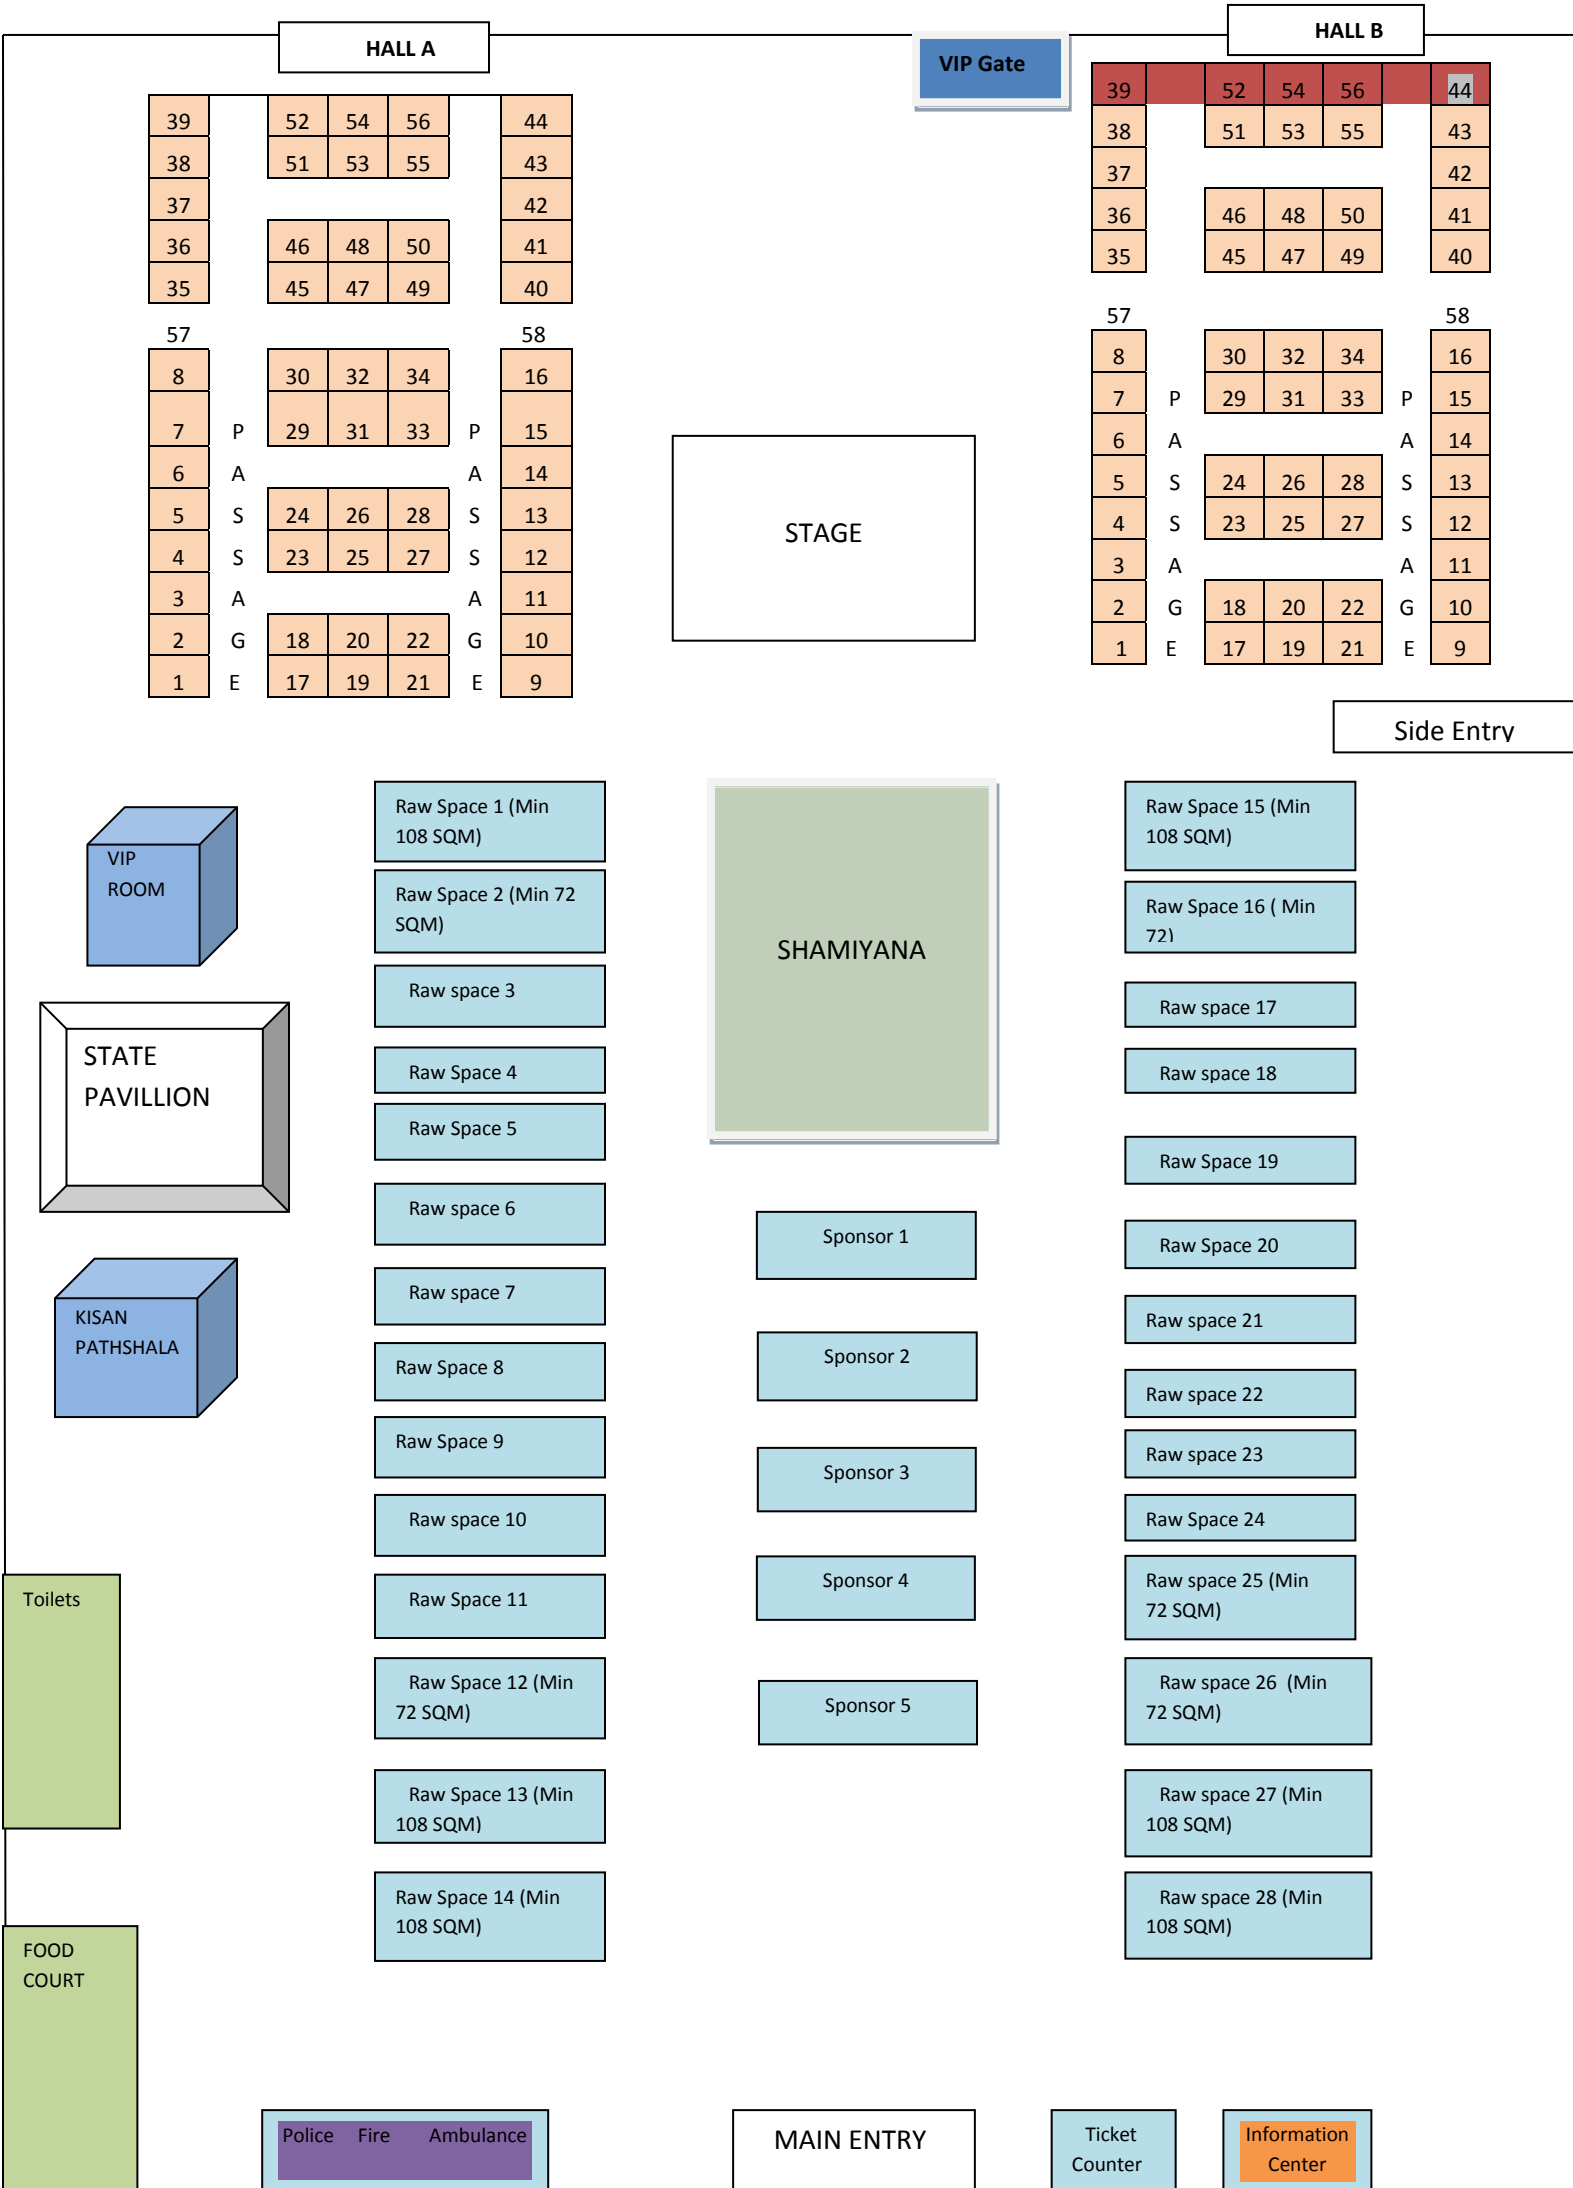 HALL A
HALL B
VIP Gate
39 52 54 56 44
38 51 53 55 43
37 42
36 46 48 50 41
35 45 47 49 40
57 58
8 30 32 34 16
7 P 29 31 33 P 15
6 A A 14
5 S 24 26 28 S 13
4 S 23 25 27 S 12
3 A A 11
2 G 18 20 22 G 10
1 E 17 19 21 E 9
STAGE
39 52 54 56 44
38 51 53 55 43
37 42
36 46 48 50 41
35 45 47 49 40
57 58
8 30 32 34 16
7 P 29 31 33 P 15
6 A A 14
5 S 24 26 28 S 13
4 S 23 25 27 S 12
3 A A 11
2 G 18 20 22 G 10
1 E 17 19 21 E 9
Side Entry
VIP
ROOM
STATE
PAVILLION
KISAN
PATHSHALA
Toilets
FOOD
COURT
Raw Space 1 (Min
108 SQM)
Raw Space 2 (Min 72
SQM)
Raw space 3
Raw Space 4
Raw Space 5
Raw space 6
Raw space 7
Raw Space 8
Raw Space 9
Raw space 10
Raw Space 11
Raw Space 12 (Min
72 SQM)
Raw Space 13 (Min
108 SQM)
Raw Space 14 (Min
108 SQM)
SHAMIYANA
Sponsor 1
Sponsor 2
Sponsor 3
Sponsor 4
Sponsor 5
Raw Space 15 (Min
108 SQM)
Raw Space 16 ( Min
72)
Raw space 17
Raw space 18
Raw Space 19
Raw Space 20
Raw space 21
Raw space 22
Raw space 23
Raw Space 24
Raw space 25 (Min
72 SQM)
Raw space 26 (Min
72 SQM)
Raw space 27 (Min
108 SQM)
Raw space 28 (Min
108 SQM)
Police Fire Ambulance
MAIN ENTRY
Ticket
Counter
Information
Center